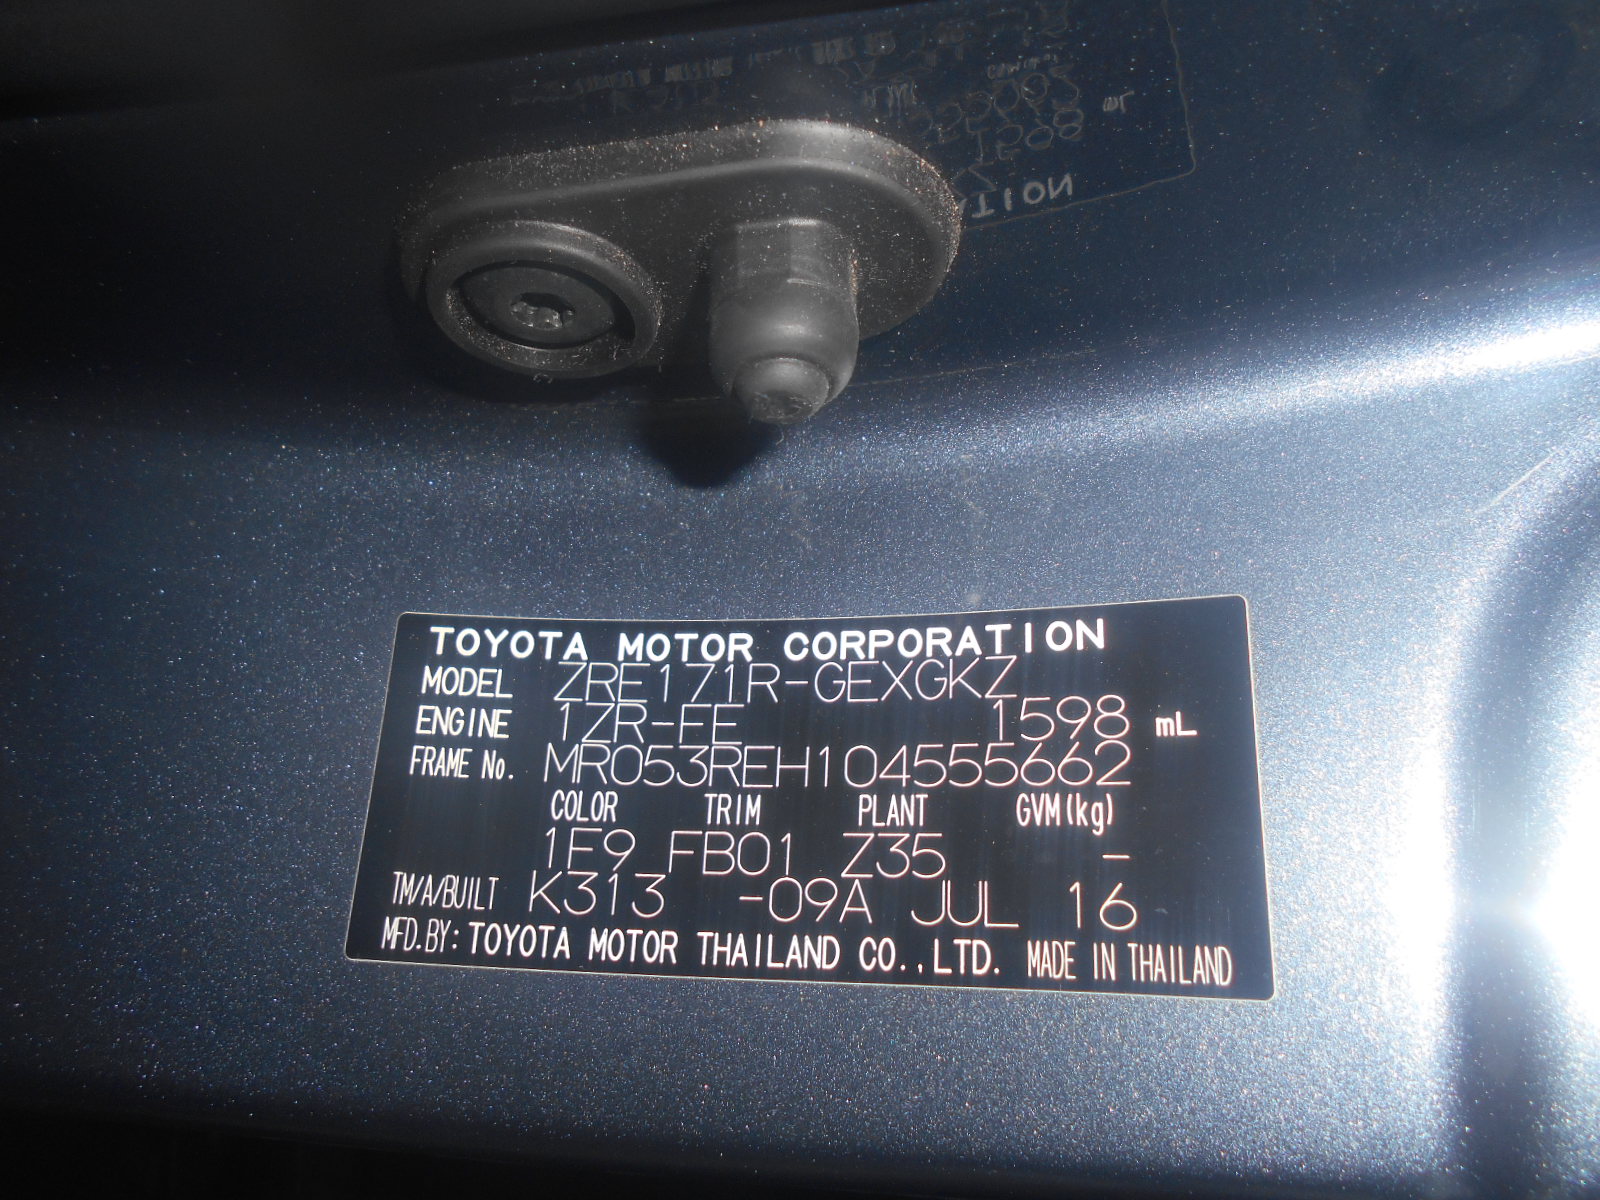 TOYOTA MOTOR CORPORATION
MODEL ZRE171R-GEXGKZ
ENGINE 1ZR-FE 1598 mL
FRAME No. MR053REH104555662
COLOR TRIM PLANT GVM(kg)
1F9 FB01 Z35 -
TM/A/BUILT K313 -09A JUL 16
MFD.BY: TOYOTA MOTOR THAILAND CO.,LTD. MADE IN THAILAND